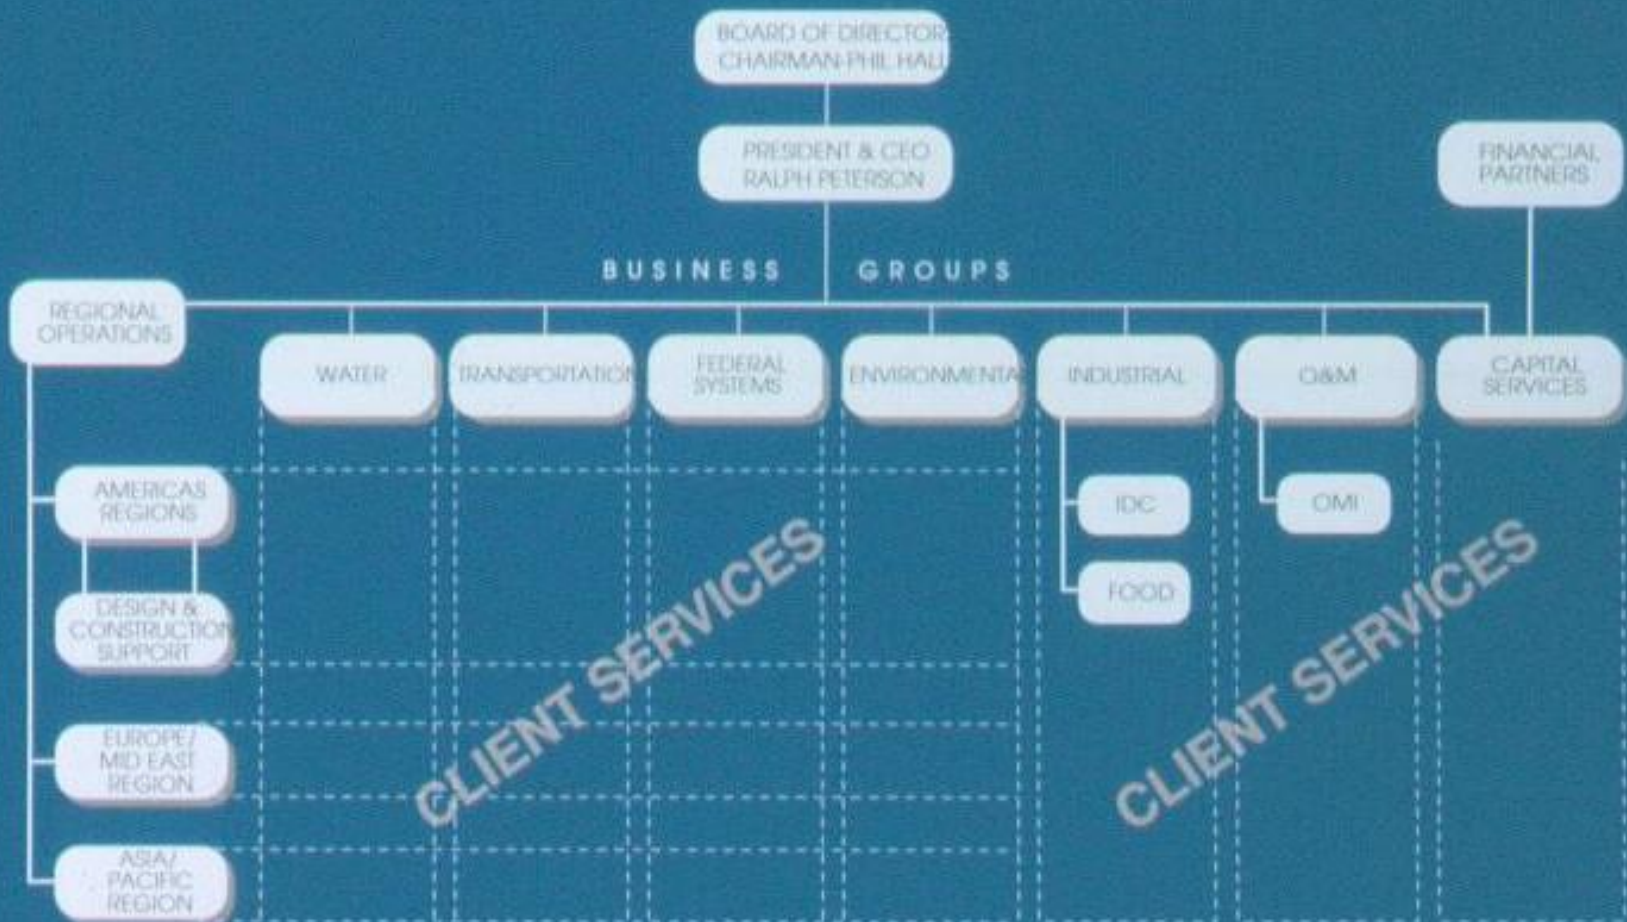 BOARD OF DIRECTOR
CHAIRMAN-PHIL HALL
PRESIDENT & CEO
RALPH PETERSON
FINANCIAL
PARTNERS
BUSINESS GROUPS
REGIONAL
OPERATIONS
WATER
TRANSPORTATION
FEDERAL
SYSTEMS
ENVIRONMENTA
INDUSTRIAL
O&M
CAPITAL
SERVICES
AMERICAS
REGIONS
IDC
OMI
FOOD
DESIGN &
CONSTRUCTION
SUPPORT
CLIENT SERVICES
CLIENT SERVICES
EUROPE/
MID EAST
REGION
ASIA/
PACIFIC
REGION